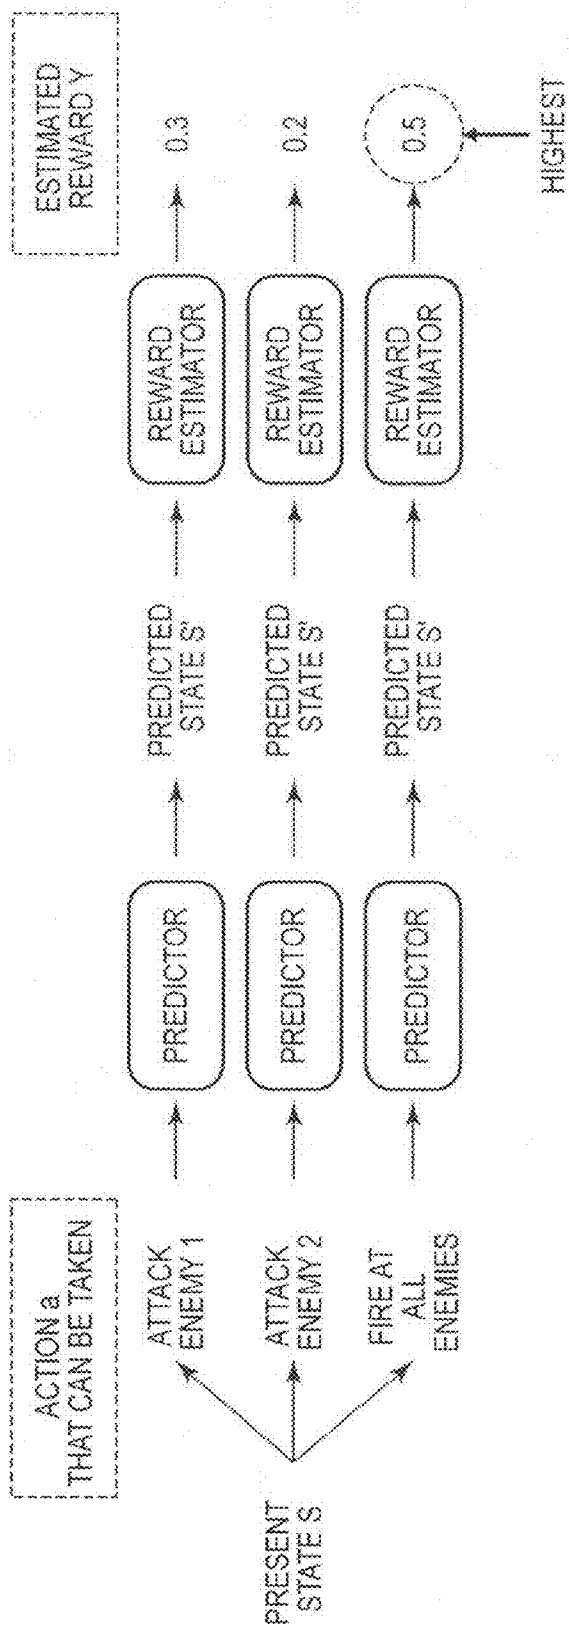 PRESENT
STATE S
ACTION a
THAT CAN BE TAKEN
ATTACK
ENEMY 1
ATTACK
ENEMY 2
FIRE AT
ALL
ENEMIES
PREDICTOR
PREDICTOR
PREDICTOR
PREDICTED
STATE S'
PREDICTED
STATE S'
PREDICTED
STATE S'
REWARD
ESTIMATOR
REWARD
ESTIMATOR
REWARD
ESTIMATOR
ESTIMATED
REWARD Y
0.3
0.2
0.5
HIGHEST